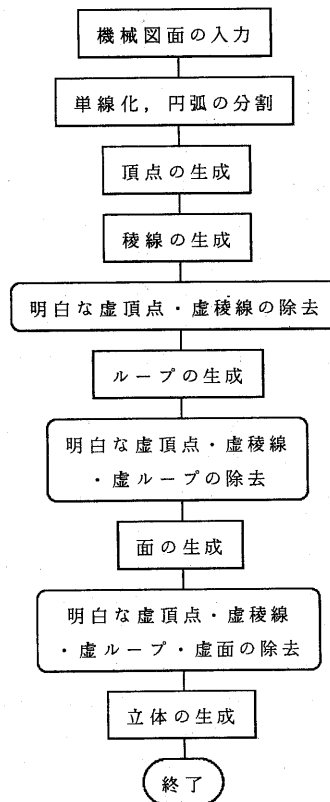 機械図面の入力
単線化，円弧の分割
頂点の生成
稜線の生成
明白な虚頂点・虚稜線の除去
ループの生成
明白な虚頂点・虚稜線
・虚ループの除去
面の生成
明白な虚頂点・虚稜線
・虚ループ・虚面の除去
立体の生成
終了